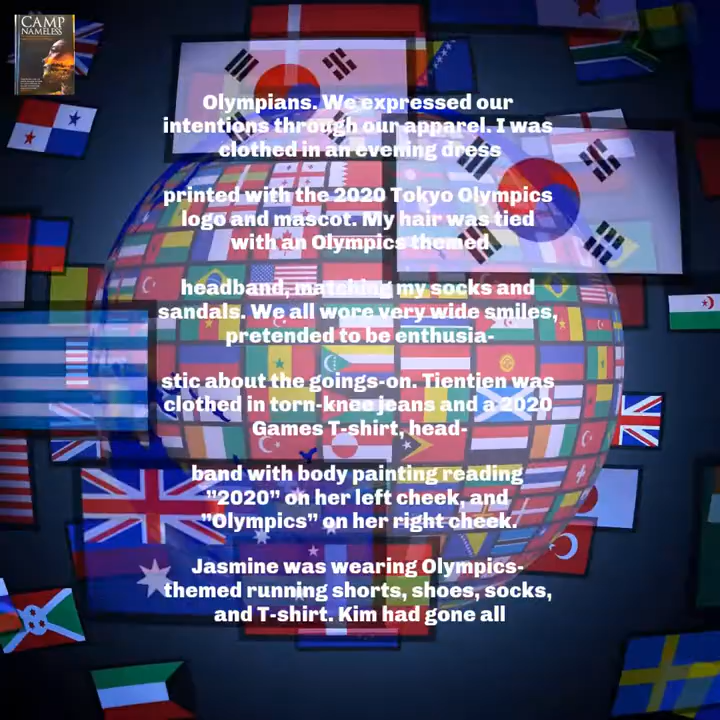 CAMP
NAMELESS
Olympians. We expressed our
intentions through our apparel. I was
clothed in an evening dress
printed with the 2020 Tokyo Olympics
logo and mascot. My hair was tied
with an Olympics themed
headband, matching my socks and
sandals. We all wore very wide smiles,
pretended to be enthusia-
stic about the goings-on. Tientjen was
clothed in torn-knee jeans and a 2020
Games T-shirt, head-
band with body painting reading
"2020" on her left cheek, and
"Olympics" on her right cheek.
Jasmine was wearing Olympics-
themed running shorts, shoes, socks,
and T-shirt. Kim had gone all